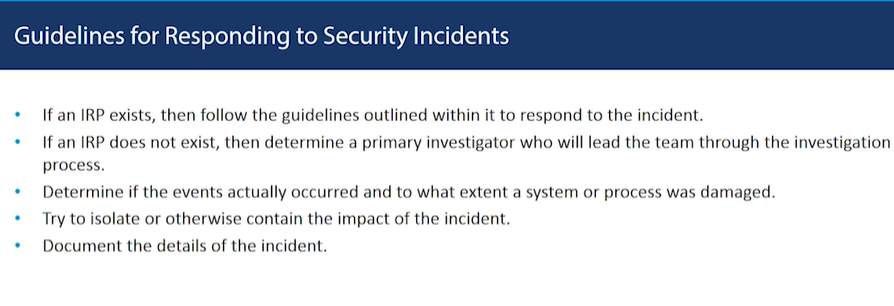 Guidelines for Responding to Security Incidents
• If an IRP exists, then follow the guidelines outlined within it to respond to the incident.
• If an IRP does not exist, then determine a primary investigator who will lead the team through the investigation
process.
• Determine if the events actually occurred and to what extent a system or process was damaged.
• Try to isolate or otherwise contain the impact of the incident.
• Document the details of the incident.